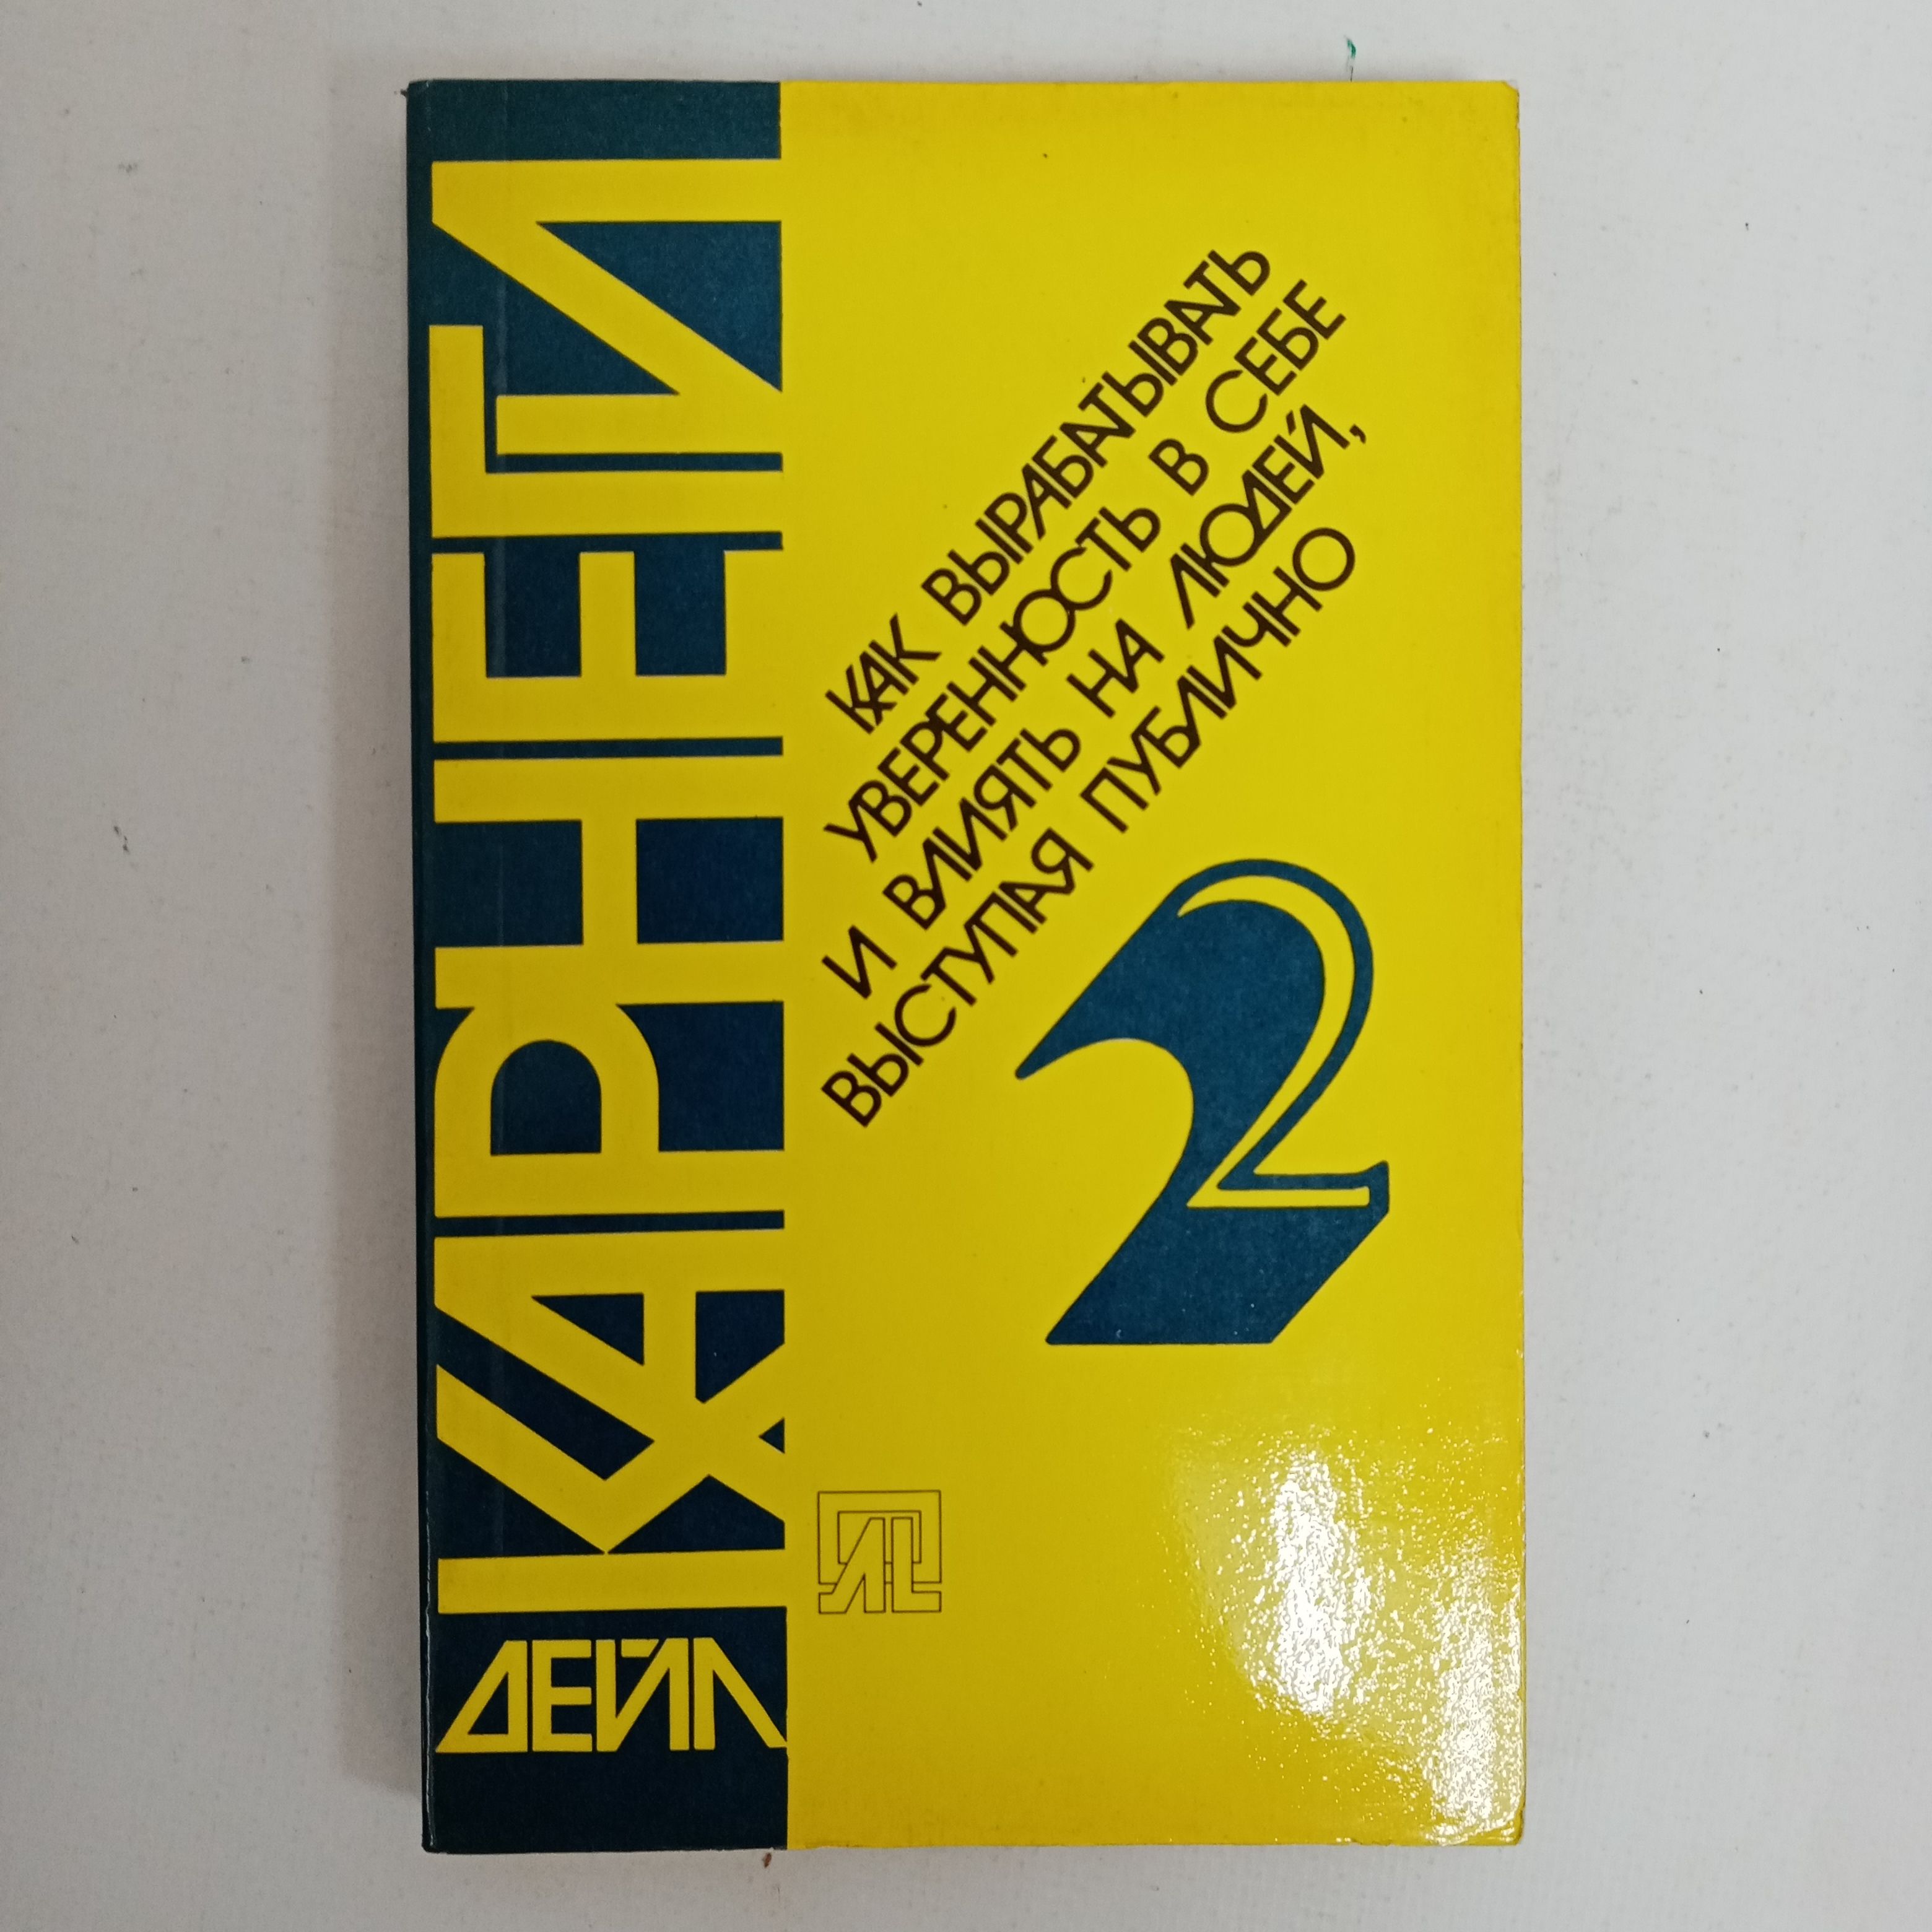 ДЕЙЛ
КАРНЕГИ
КАК ВЫРАБАТЫВАТЬ
УВЕРЕННОСТЬ В СЕБЕ
И ВЛИЯТЬ НА ЛЮДЕЙ,
ВЫСТУПАЯ ПУБЛИЧНО
2